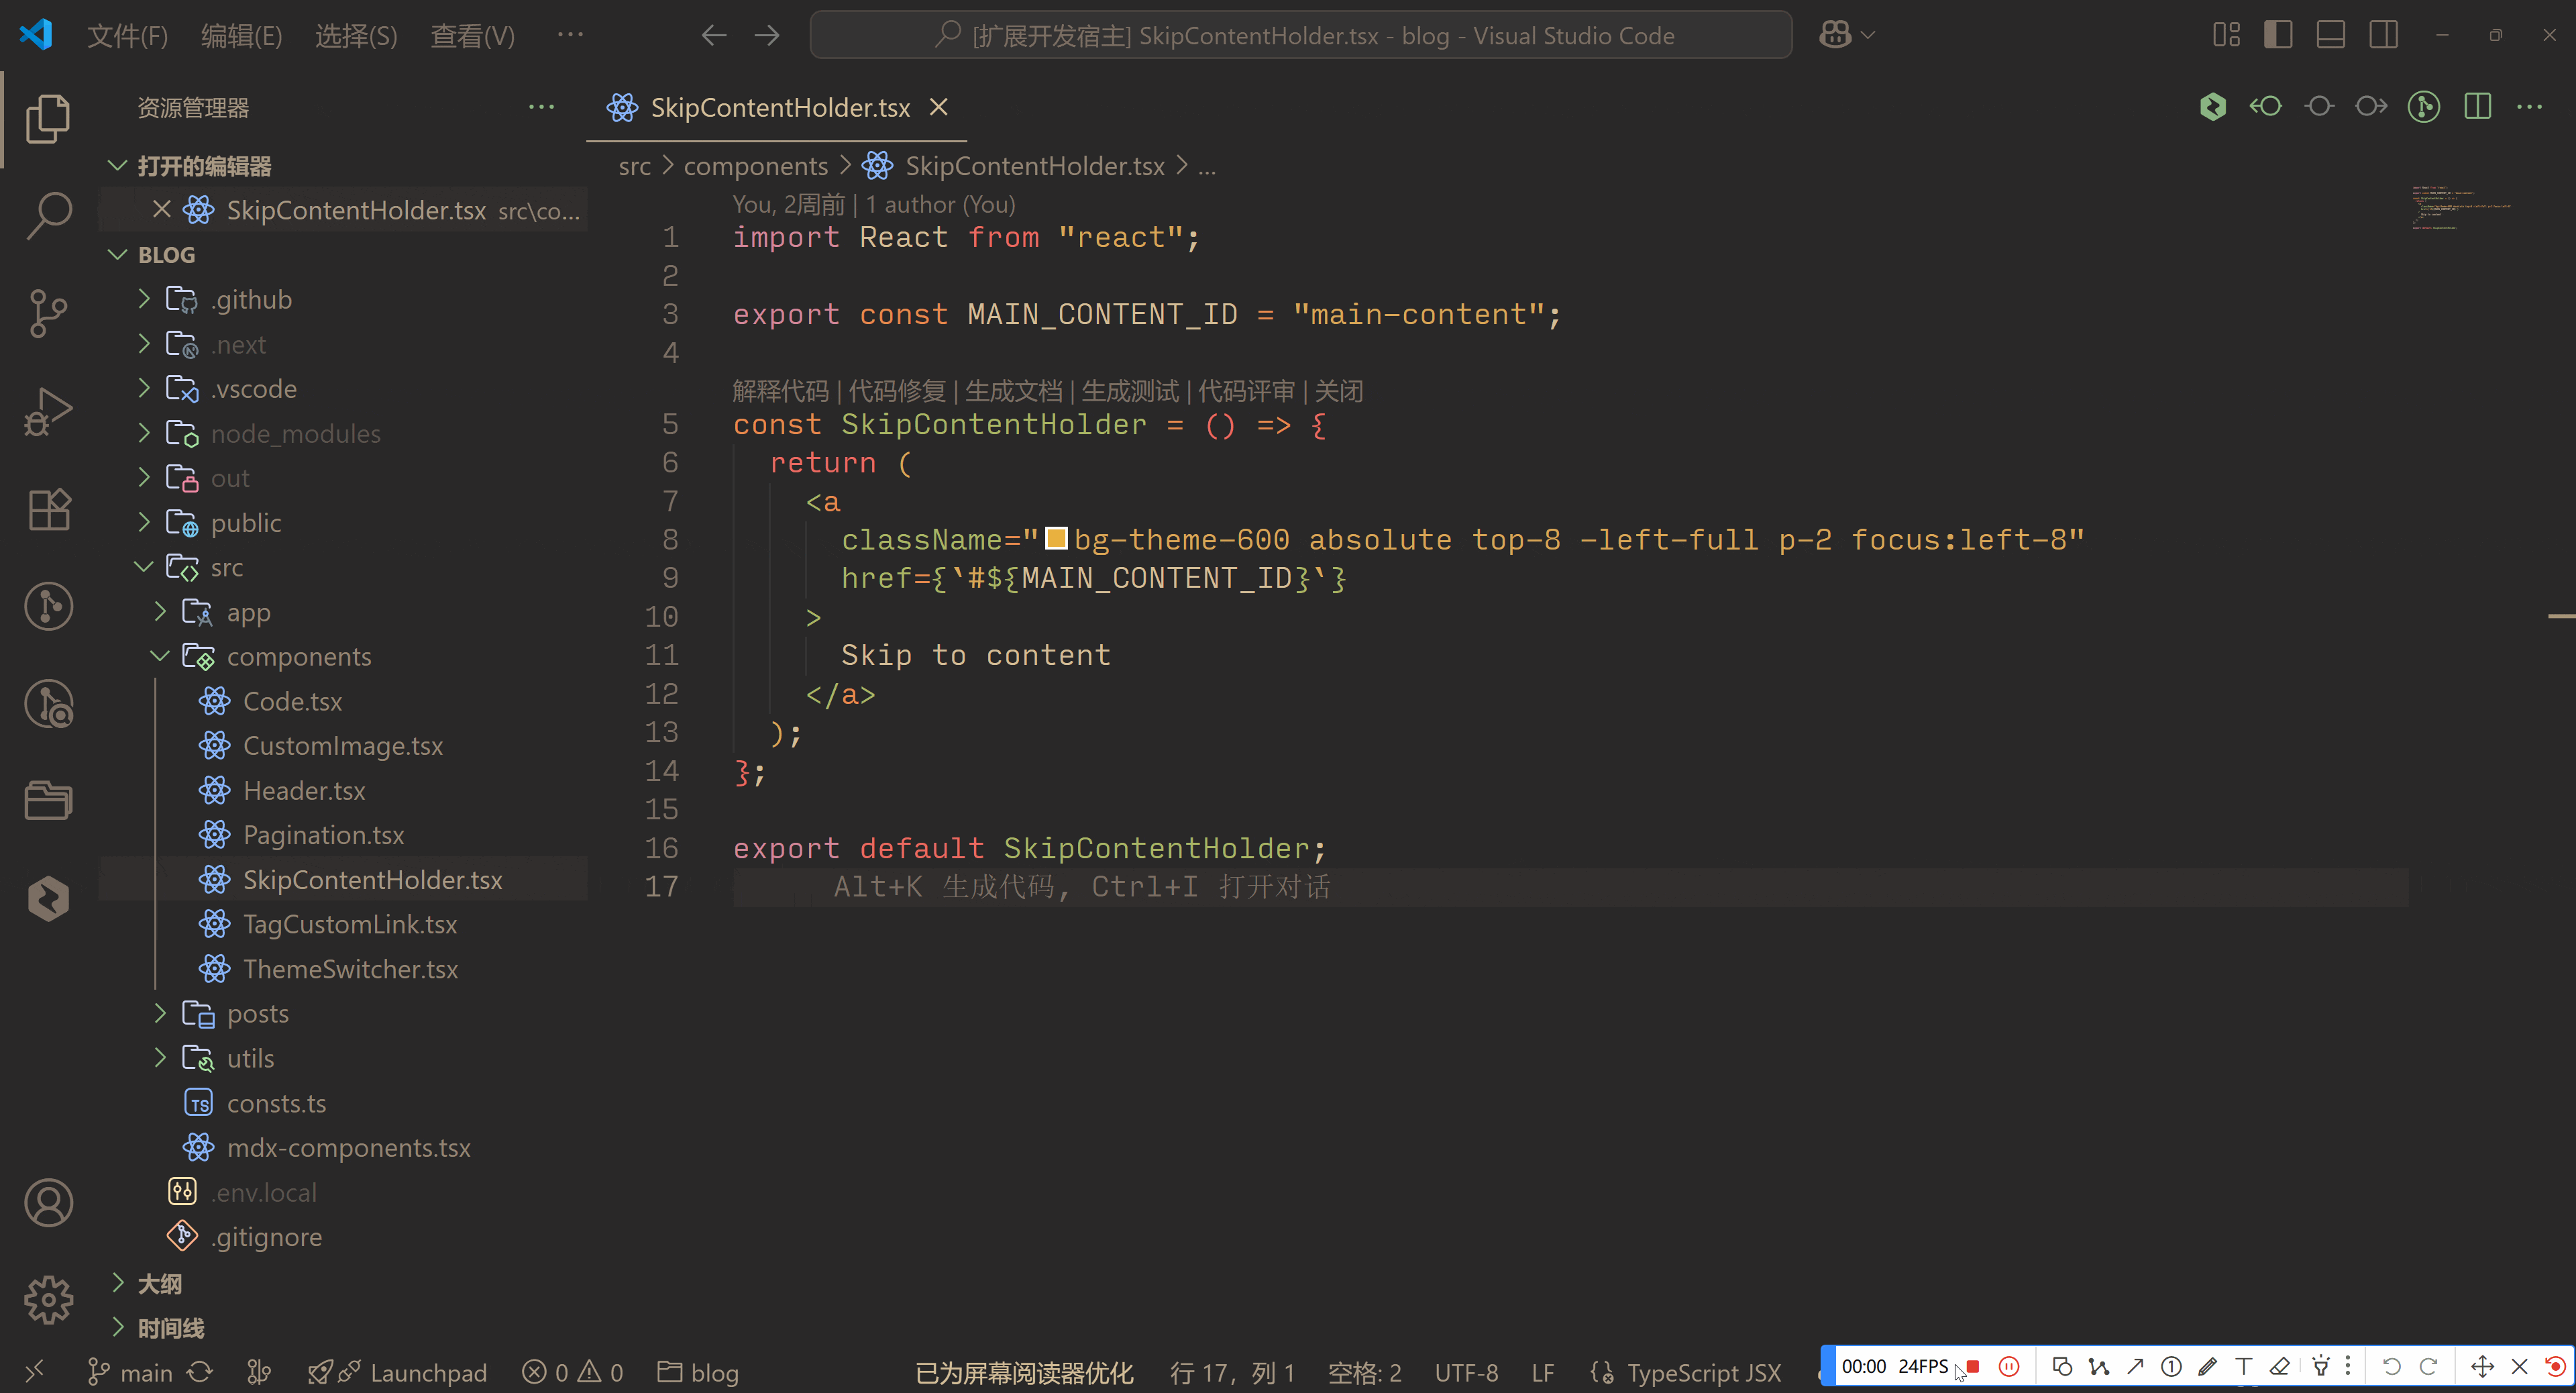 文件(F) 编辑(E) 选择(S) 查看(V) ···
[扩展开发宿主] SkipContentHolder.tsx - blog - Visual Studio Code
资源管理器
打开的编辑器
SkipContentHolder.tsx src\co...
BLOG
.github
.next
.vscode
node_modules
out
public
src
app
components
Code.tsx
CustomImage.tsx
Header.tsx
Pagination.tsx
SkipContentHolder.tsx
TagCustomLink.tsx
ThemeSwitcher.tsx
posts
utils
consts.ts
mdx-components.tsx
.env.local
.gitignore
大纲
时间线
SkipContentHolder.tsx
src > components > SkipContentHolder.tsx > ...
You, 2周前 | 1 author (You)
1 import React from "react";
2
3 export const MAIN_CONTENT_ID = "main-content";
4
解释代码 | 代码修复 | 生成文档 | 生成测试 | 代码评审 | 关闭
5 const SkipContentHolder = () => {
6 return (
7 <a
8 className="bg-theme-600 absolute top-8 -left-full p-2 focus:left-8"
9 href={`#${MAIN_CONTENT_ID}`}
10 >
11 Skip to content
12 </a>
13 );
14 };
15
16 export default SkipContentHolder;
17 Alt+K 生成代码, Ctrl+I 打开对话
main Launchpad 0 0 blog 已为屏幕阅读器优化 行 17，列 1 空格: 2 UTF-8 LF TypeScript JSX
00:00 24FPS